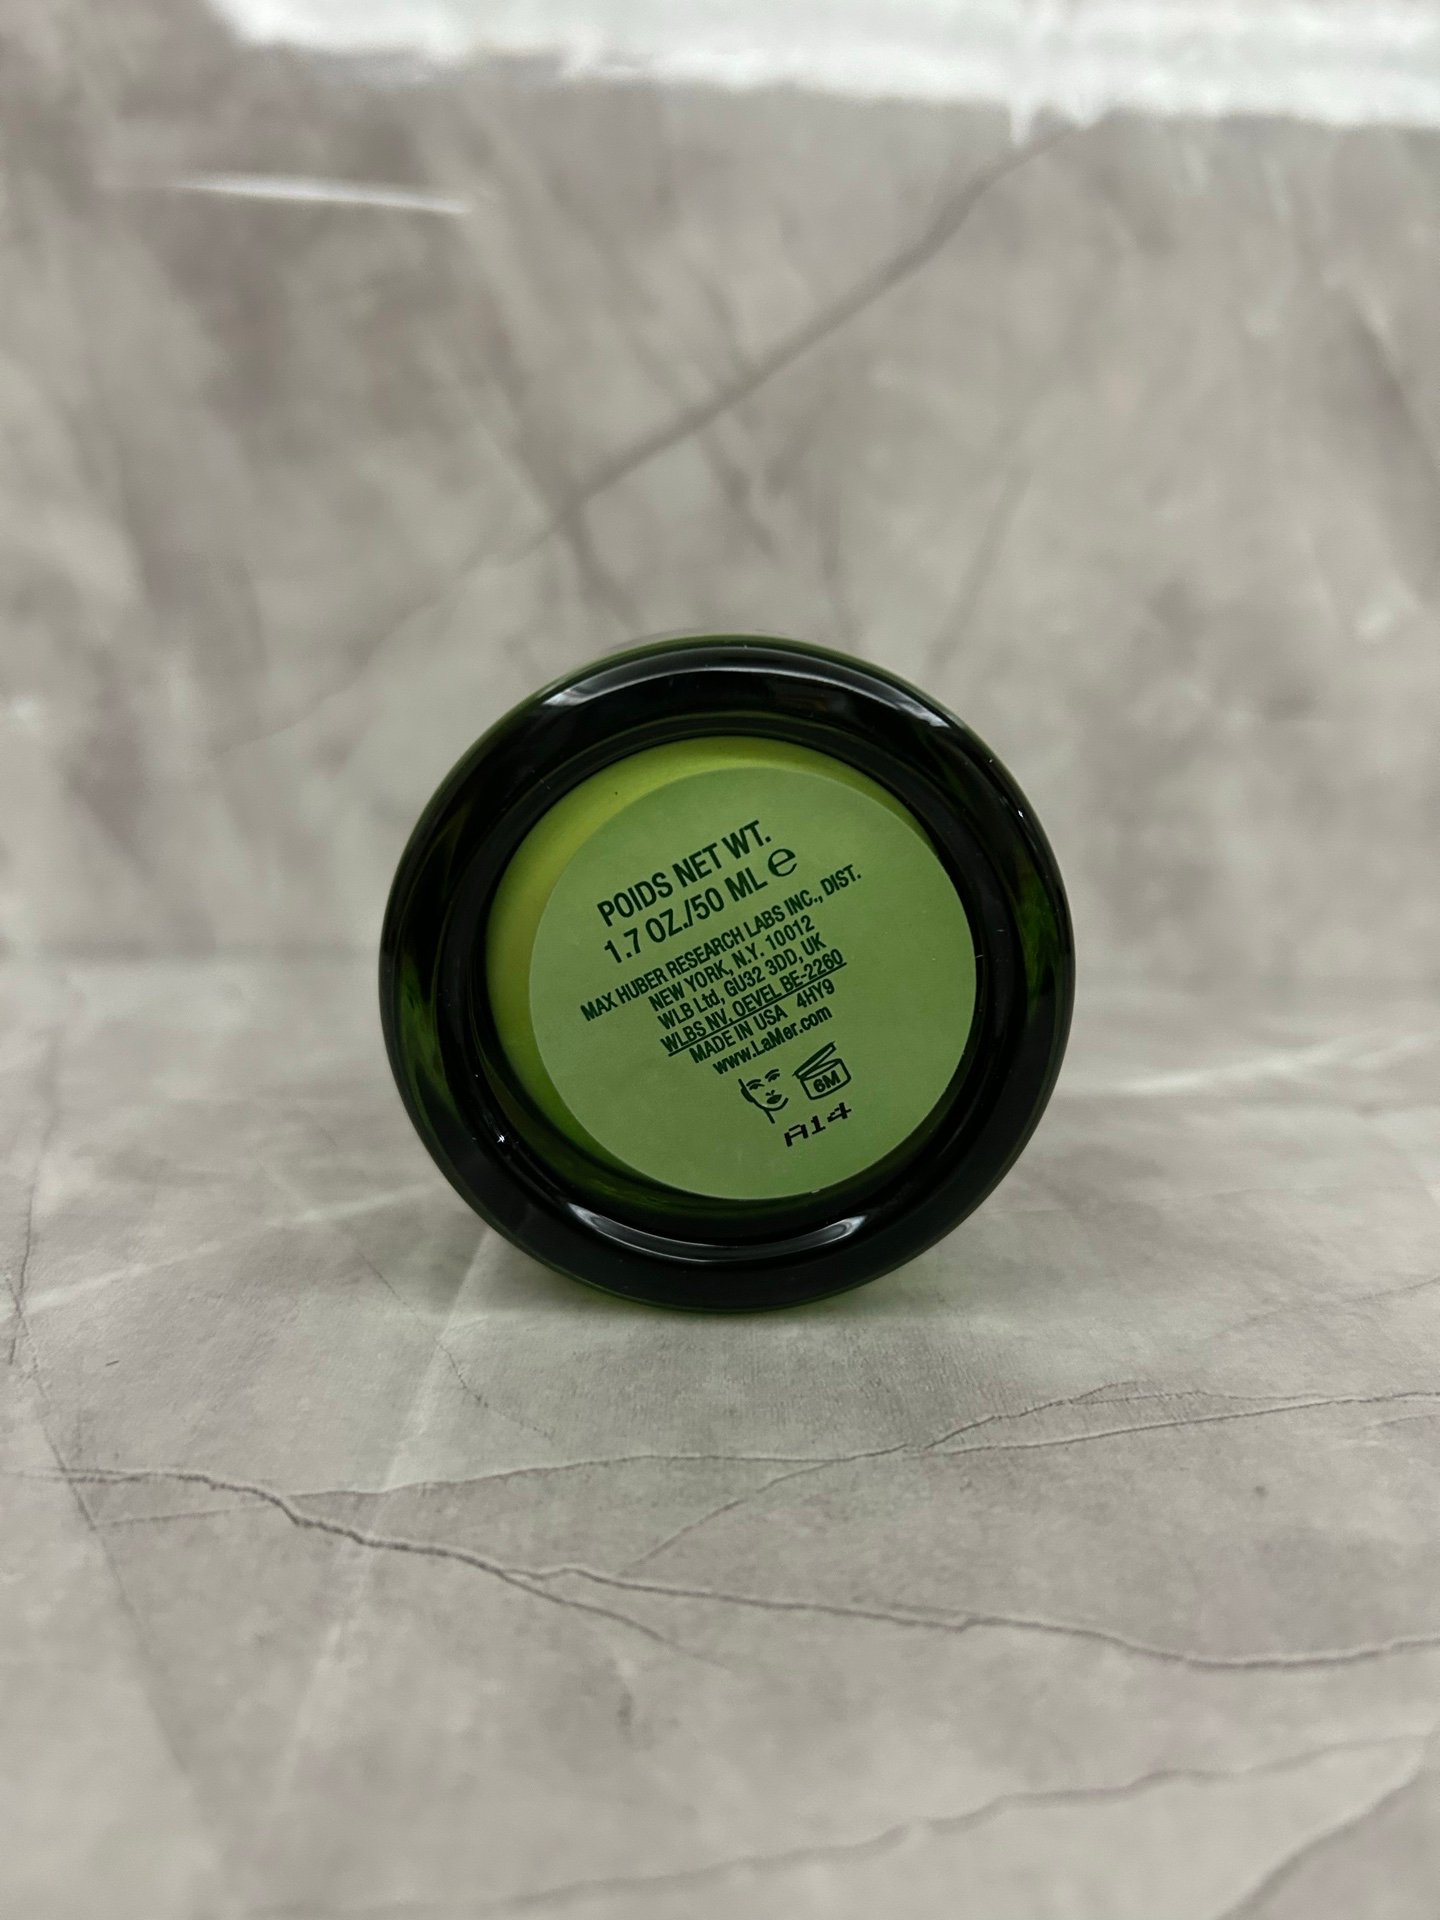 POIDS NET WT.
1.7 OZ./50 ML ℮
MAX HUBER RESEARCH LABS INC., DIST.
NEW YORK, N.Y. 10012
WLB Ltd, GU32 3DD, UK
WLBS NV, OEVEL BE-2260
MADE IN USA 4HY9
www.LaMer.com
6M
A14